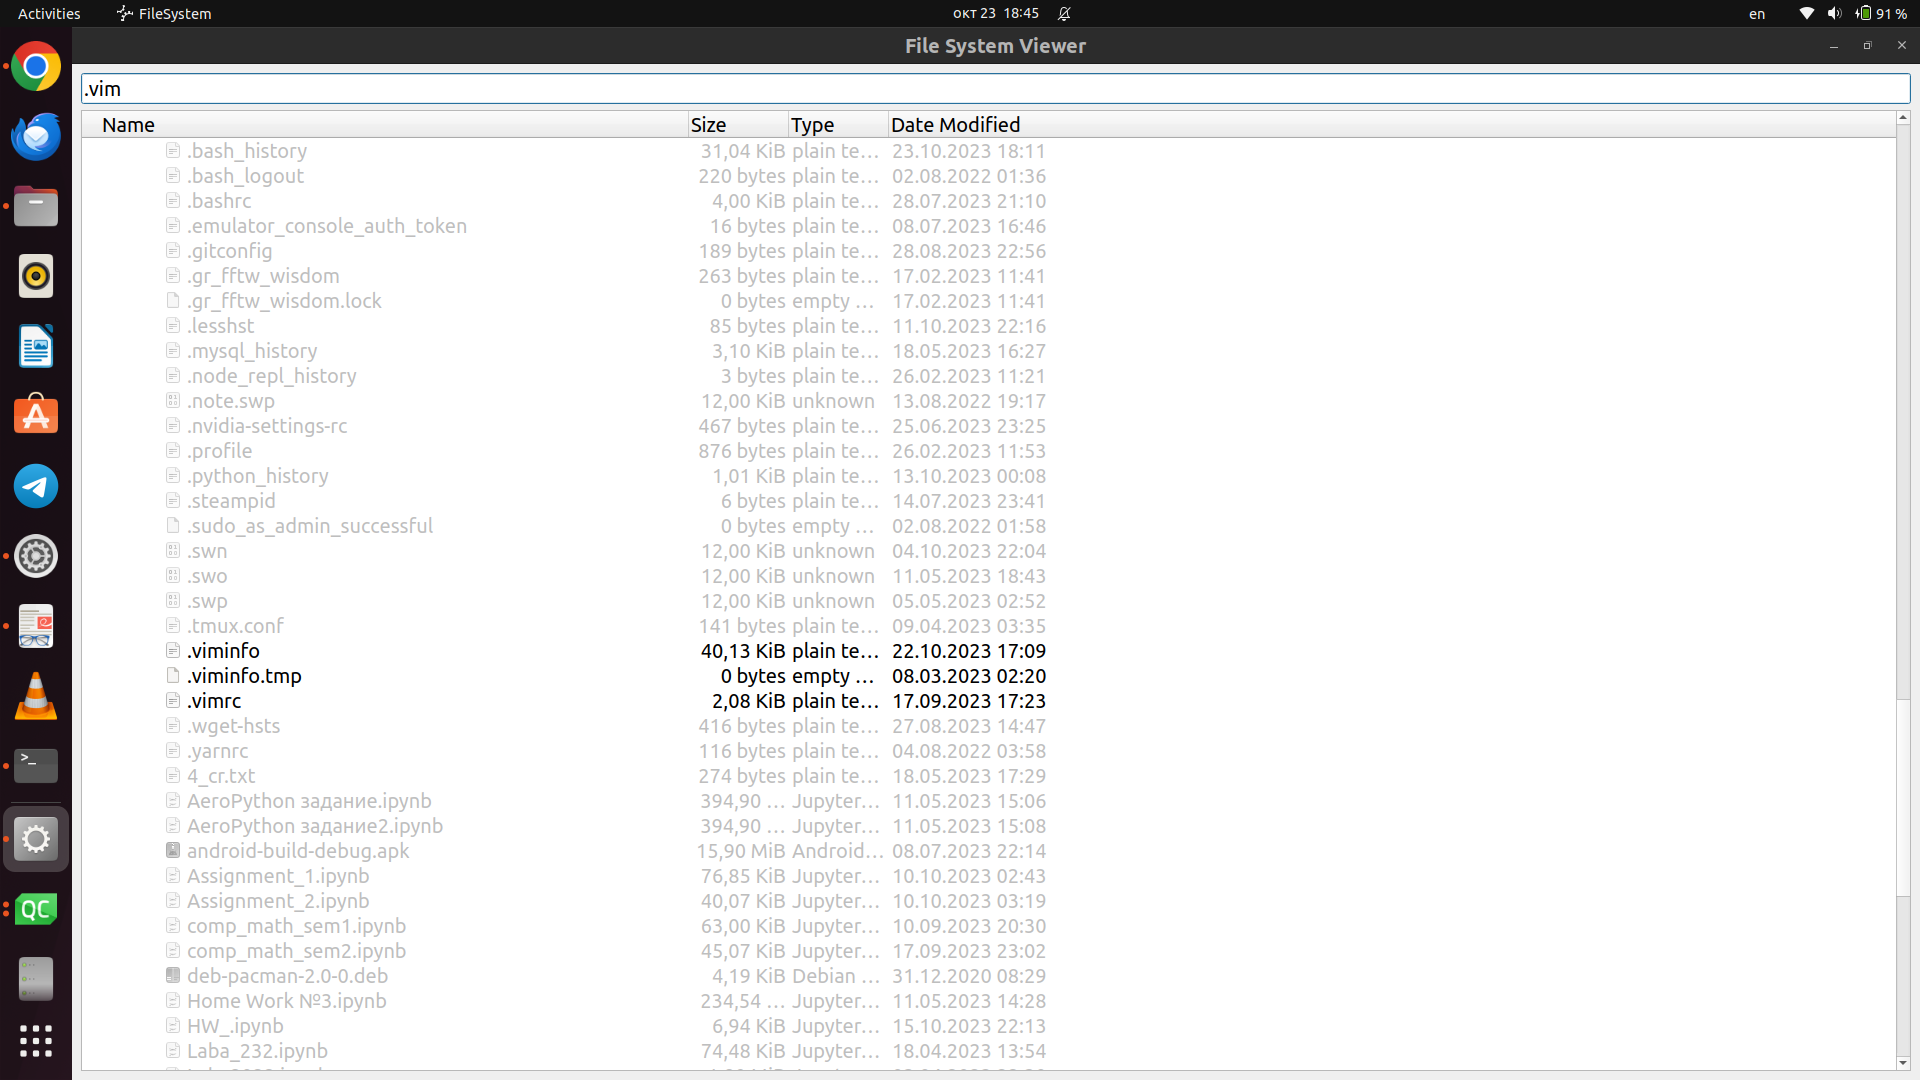 Activities FileSystem окт 23 18:45 en 91 %
File System Viewer
.vim
Name Size Type Date Modified
.bash_history 31,04 KiB plain te... 23.10.2023 18:11
.bash_logout 220 bytes plain te... 02.08.2022 01:36
.bashrc 4,00 KiB plain te... 28.07.2023 21:10
.emulator_console_auth_token 16 bytes plain te... 08.07.2023 16:46
.gitconfig 189 bytes plain te... 28.08.2023 22:56
.gr_fftw_wisdom 263 bytes plain te... 17.02.2023 11:41
.gr_fftw_wisdom.lock 0 bytes empty ... 17.02.2023 11:41
.lesshst 85 bytes plain te... 11.10.2023 22:16
.mysql_history 3,10 KiB plain te... 18.05.2023 16:27
.node_repl_history 3 bytes plain te... 26.02.2023 11:21
.note.swp 12,00 KiB unknown 13.08.2022 19:17
.nvidia-settings-rc 467 bytes plain te... 25.06.2023 23:25
.profile 876 bytes plain te... 26.02.2023 11:53
.python_history 1,01 KiB plain te... 13.10.2023 00:08
.steampid 6 bytes plain te... 14.07.2023 23:41
.sudo_as_admin_successful 0 bytes empty ... 02.08.2022 01:58
.swn 12,00 KiB unknown 04.10.2023 22:04
.swo 12,00 KiB unknown 11.05.2023 18:43
.swp 12,00 KiB unknown 05.05.2023 02:52
.tmux.conf 141 bytes plain te... 09.04.2023 03:35
.viminfo 40,13 KiB plain te... 22.10.2023 17:09
.viminfo.tmp 0 bytes empty ... 08.03.2023 02:20
.vimrc 2,08 KiB plain te... 17.09.2023 17:23
.wget-hsts 416 bytes plain te... 27.08.2023 14:47
.yarnrc 116 bytes plain te... 04.08.2022 03:58
4_cr.txt 274 bytes plain te... 18.05.2023 17:29
AeroPython задание.ipynb 394,90 ... Jupyter... 11.05.2023 15:06
AeroPython задание2.ipynb 394,90 ... Jupyter... 11.05.2023 15:08
android-build-debug.apk 15,90 MiB Android... 08.07.2023 22:14
Assignment_1.ipynb 76,85 KiB Jupyter... 10.10.2023 02:43
Assignment_2.ipynb 40,07 KiB Jupyter... 10.10.2023 03:19
comp_math_sem1.ipynb 63,00 KiB Jupyter... 10.09.2023 20:30
comp_math_sem2.ipynb 45,07 KiB Jupyter... 17.09.2023 23:02
QC
deb-pacman-2.0-0.deb 4,19 KiB Debian ... 31.12.2020 08:29
Home Work №3.ipynb 234,54 ... Jupyter... 11.05.2023 14:28
HW_.ipynb 6,94 KiB Jupyter... 15.10.2023 22:13
Laba_232.ipynb 74,48 KiB Jupyter... 18.04.2023 13:54